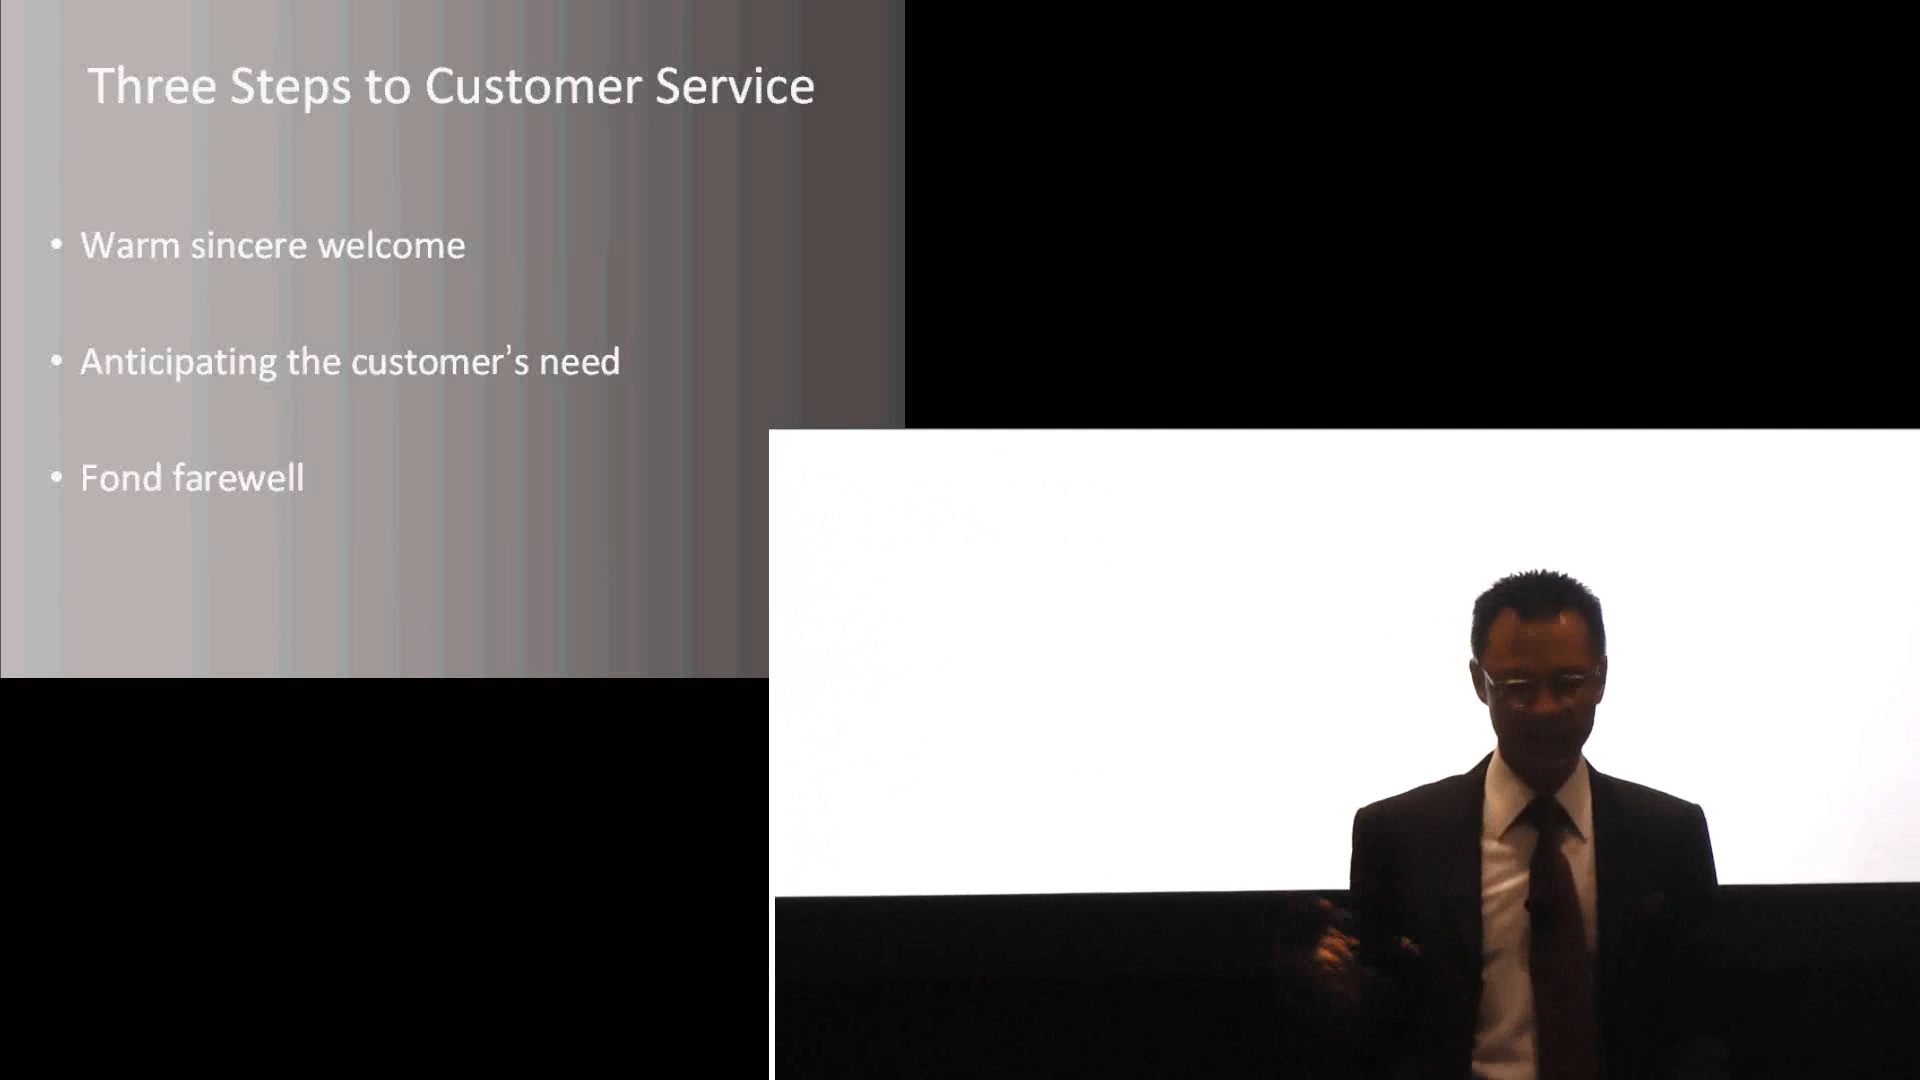 Three Steps to Customer Service
• Warm sincere welcome
• Anticipating the customer’s need
• Fond farewell